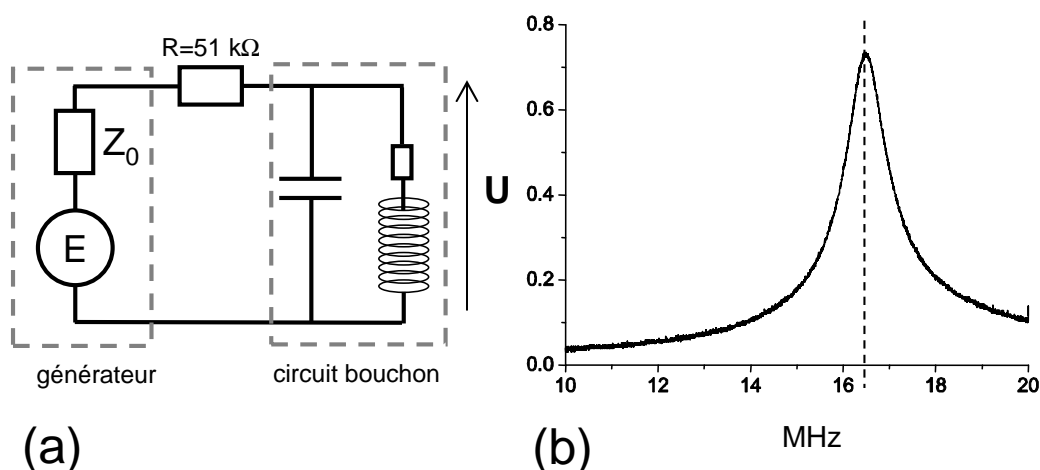 R=51 kΩ
Z0
E
générateur
circuit bouchon
(a)
U
0.8
0.6
0.4
0.2
0.0
10 12 14 16 18 20
MHz
(b)